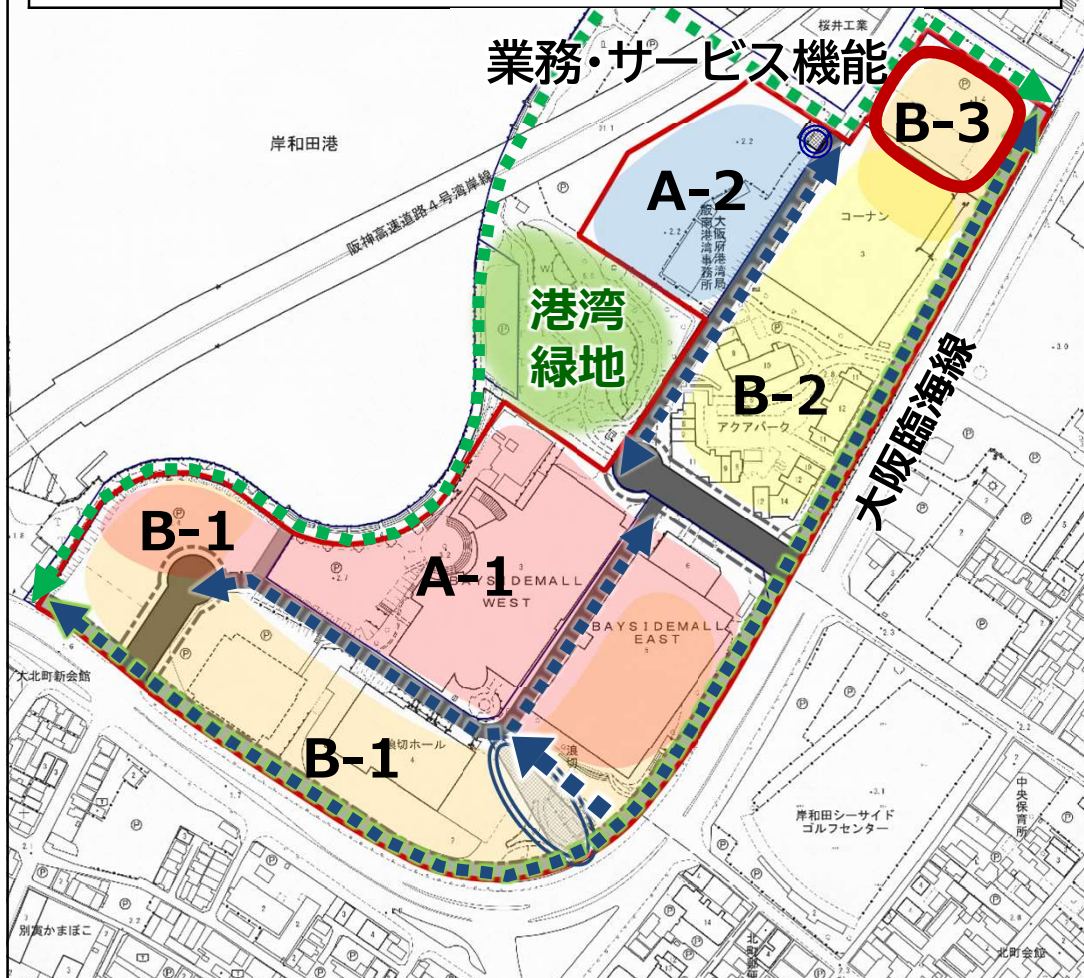 桜井工業
業務・サービス機能
B-3
岸和田港
阪神高速道路4号湾岸線
A-2
大阪府港湾局
阪南港湾事務所
コーナン
港湾
緑地
B-2
アクアパーク
大阪臨海線
B-1
A-1
BAYSIDEMALL
WEST
BAYSIDEMALL
EAST
大北町新会館
浪切ホール
B-1
浪切
岸和田シーサイド
ゴルフセンター
中央保育所
別寅かまぼこ
北町会館